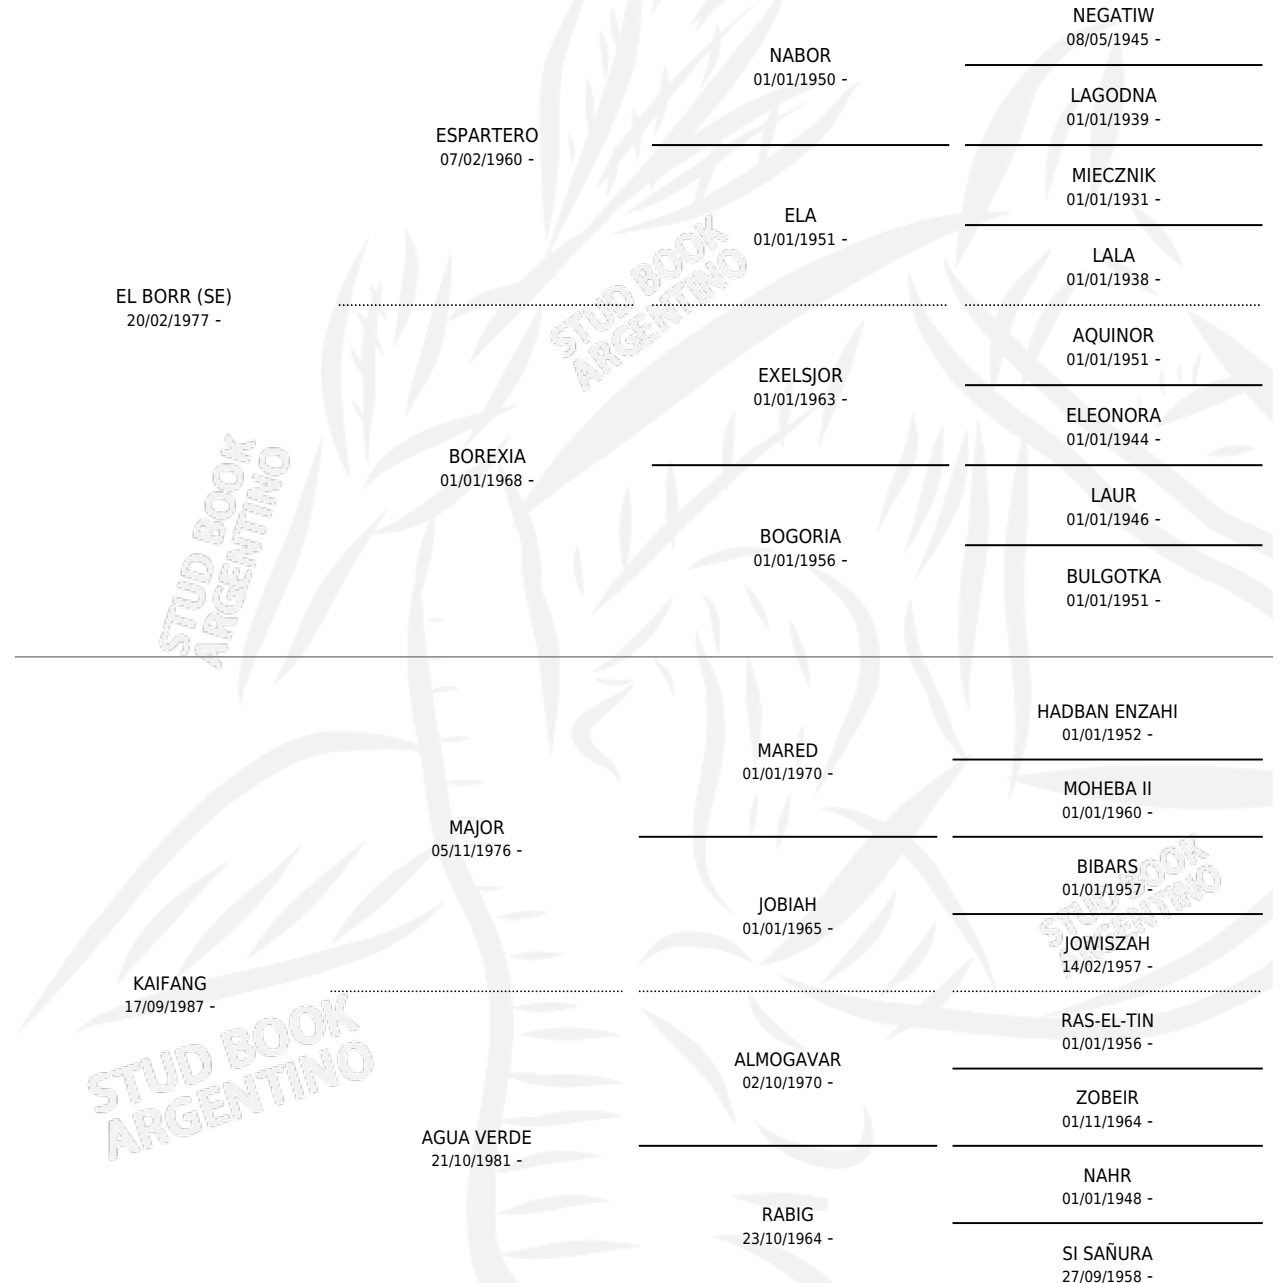 NEGATIW
08/05/1945 -
NABOR
01/01/1950 -
LAGODNA
01/01/1939 -
ESPARTERO
07/02/1960 -
MIECZNIK
01/01/1931 -
ELA
01/01/1951 -
LALA
01/01/1938 -
EL BORR (SE)
20/02/1977 -
AQUINOR
01/01/1951 -
EXELSJOR
01/01/1963 -
ELEONORA
01/01/1944 -
BOREXIA
01/01/1968 -
LAUR
01/01/1946 -
BOGORIA
01/01/1956 -
BULGOTKA
01/01/1951 -
STUD BOOK
ARGENTINO
STUD BOOK
ARGENTINO
HADBAN ENZAHI
01/01/1952 -
MARED
01/01/1970 -
MOHEBA II
01/01/1960 -
MAJOR
05/11/1976 -
BIBARS
01/01/1957 -
JOBIAH
01/01/1965 -
JOWISZAH
14/02/1957 -
KAIFANG
17/09/1987 -
RAS-EL-TIN
01/01/1956 -
ALMOGAVAR
02/10/1970 -
ZOBEIR
01/11/1964 -
AGUA VERDE
21/10/1981 -
NAHR
01/01/1948 -
RABIG
23/10/1964 -
SI SAÑURA
27/09/1958 -
STUD BOOK
ARGENTINO
STUD BOOK
ARGENTINO